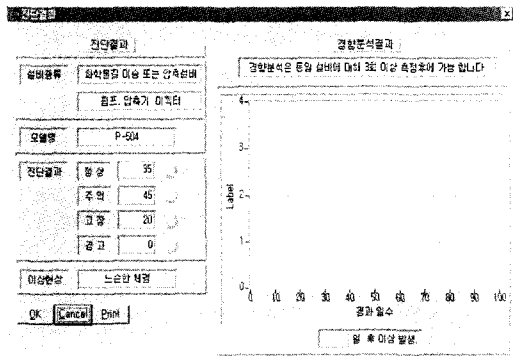 진단결과
진단결과
설비종류
화학물질 이송 또는 압축설비
펌프, 압축기, 이젝터
모델명
P-504
진단결과
정 상
35
주 의
45
고 장
20
경 고
0
이상현상
느슨한 체결
OK
Cancel
Print
경향분석결과
경향분석은 동일 설비에 대해 3회 이상 측정후에 가능 합니다
4
3
2
1
0
Label
0 10 20 30 40 50 60 70 80 90 100
경과 일수
일 후 이상 발생